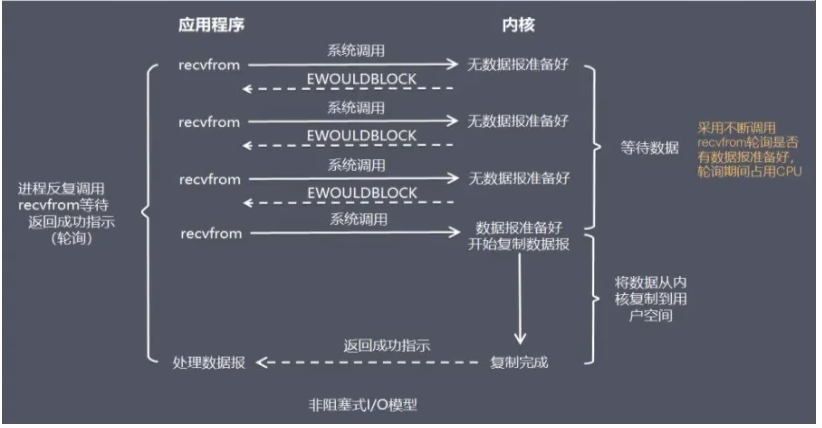 应用程序
内核
系统调用
recvfrom
无数据报准备好
EWOULDBLOCK
系统调用
recvfrom
无数据报准备好
EWOULDBLOCK
系统调用
recvfrom
无数据报准备好
EWOULDBLOCK
系统调用
recvfrom
数据报准备好
开始复制数据报
进程反复调用
recvfrom等待
返回成功指示
（轮询）
等待数据
采用不断调用
recvfrom轮询是否
有数据报准备好，
轮询期间占用CPU
将数据从内
核复制到用
户空间
返回成功指示
处理数据报
复制完成
非阻塞式I/O模型